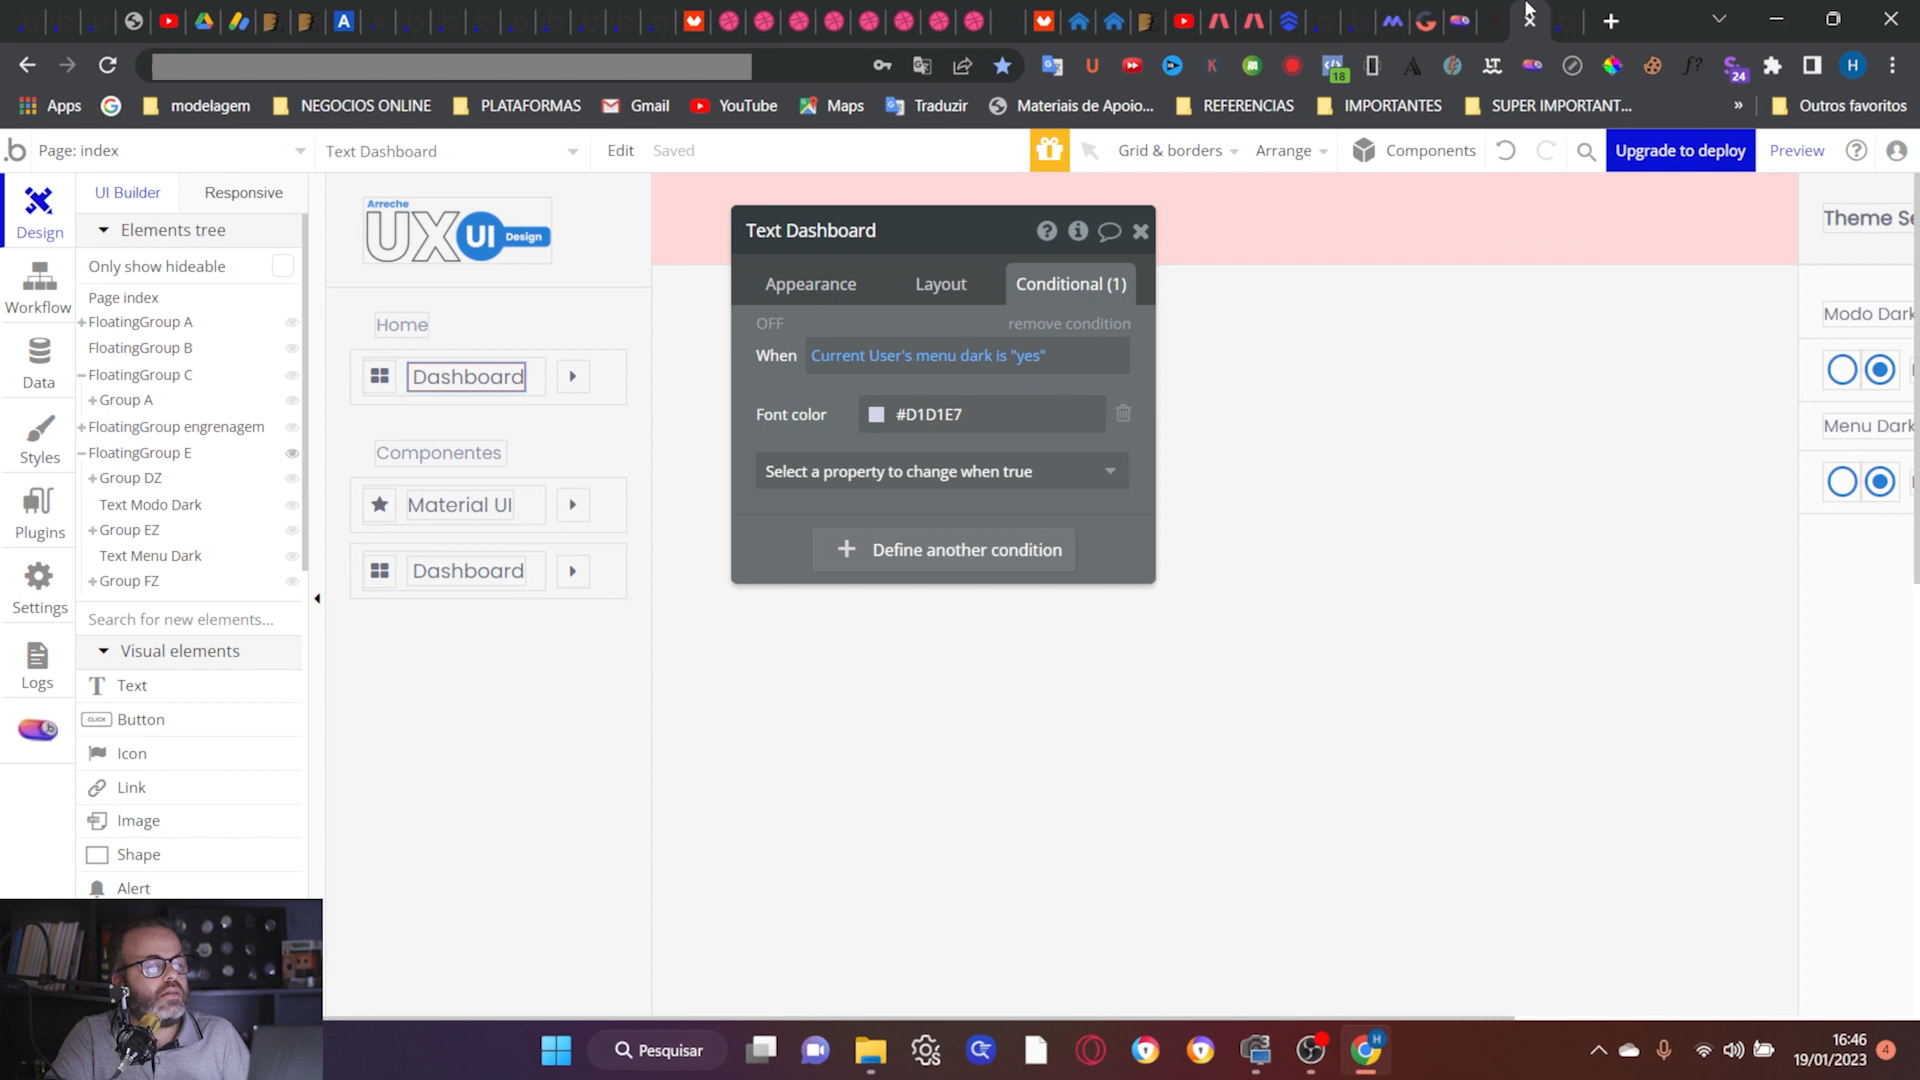 Apps
modelagem
NEGOCIOS ONLINE
PLATAFORMAS
Gmail
YouTube
Maps
Traduzir
Materiais de Apoio...
REFERENCIAS
IMPORTANTES
SUPER IMPORTANT...
»
Outros favoritos
18
24
H
Page: index
Text Dashboard
Edit
Saved
Grid & borders
Arrange
Components
Upgrade to deploy
Preview
Design
Workflow
Data
Styles
Plugins
Settings
Logs
UI Builder
Responsive
Elements tree
Only show hideable
Page index
+FloatingGroup A
FloatingGroup B
−FloatingGroup C
+Group A
+FloatingGroup engrenagem
−FloatingGroup E
+Group DZ
Text Modo Dark
+Group EZ
Text Menu Dark
+Group FZ
Search for new elements...
Visual elements
Text
CLICK
Button
Icon
Link
Image
Shape
Alert
Arreche
UX UI Design
Home
Dashboard
Componentes
Material UI
Dashboard
Text Dashboard
Appearance
Layout
Conditional (1)
OFF
remove condition
When
Current User's menu dark is "yes"
Font color
#D1D1E7
Select a property to change when true
+ Define another condition
Theme Se
Modo Dark
Menu Dark
Pesquisar
H
16:46
19/01/2023
4